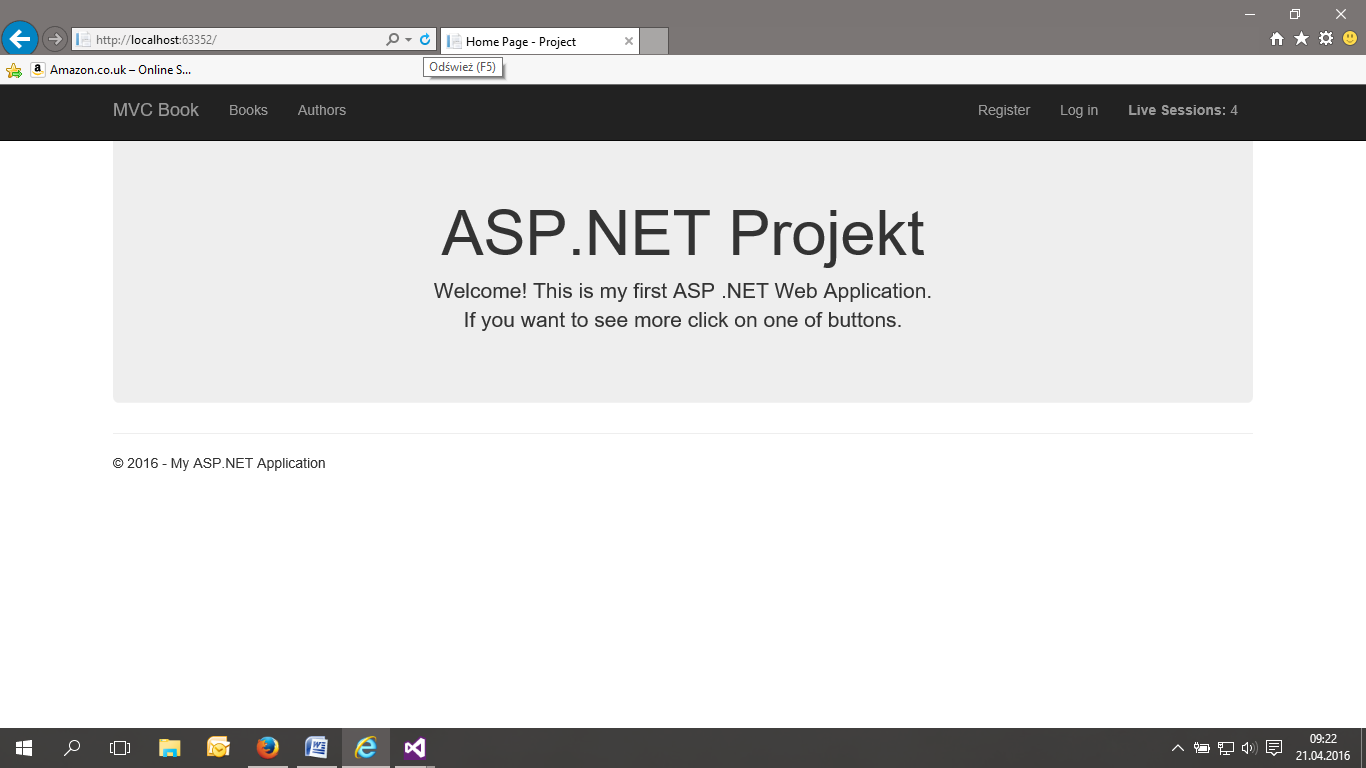 http://localhost:63352/
Home Page - Project
Odśwież (F5)
Amazon.co.uk – Online S...
MVC Book Books Authors Register Log in Live Sessions: 4
ASP.NET Projekt
Welcome! This is my first ASP .NET Web Application.
If you want to see more click on one of buttons.
© 2016 - My ASP.NET Application
09:22
21.04.2016